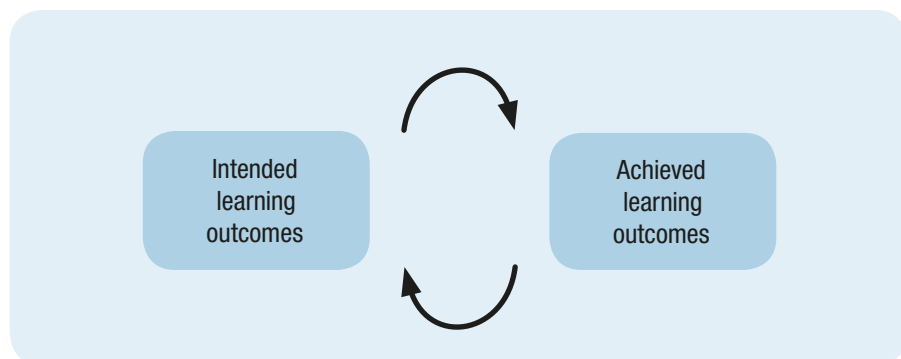 Intended
learning
outcomes
Achieved
learning
outcomes